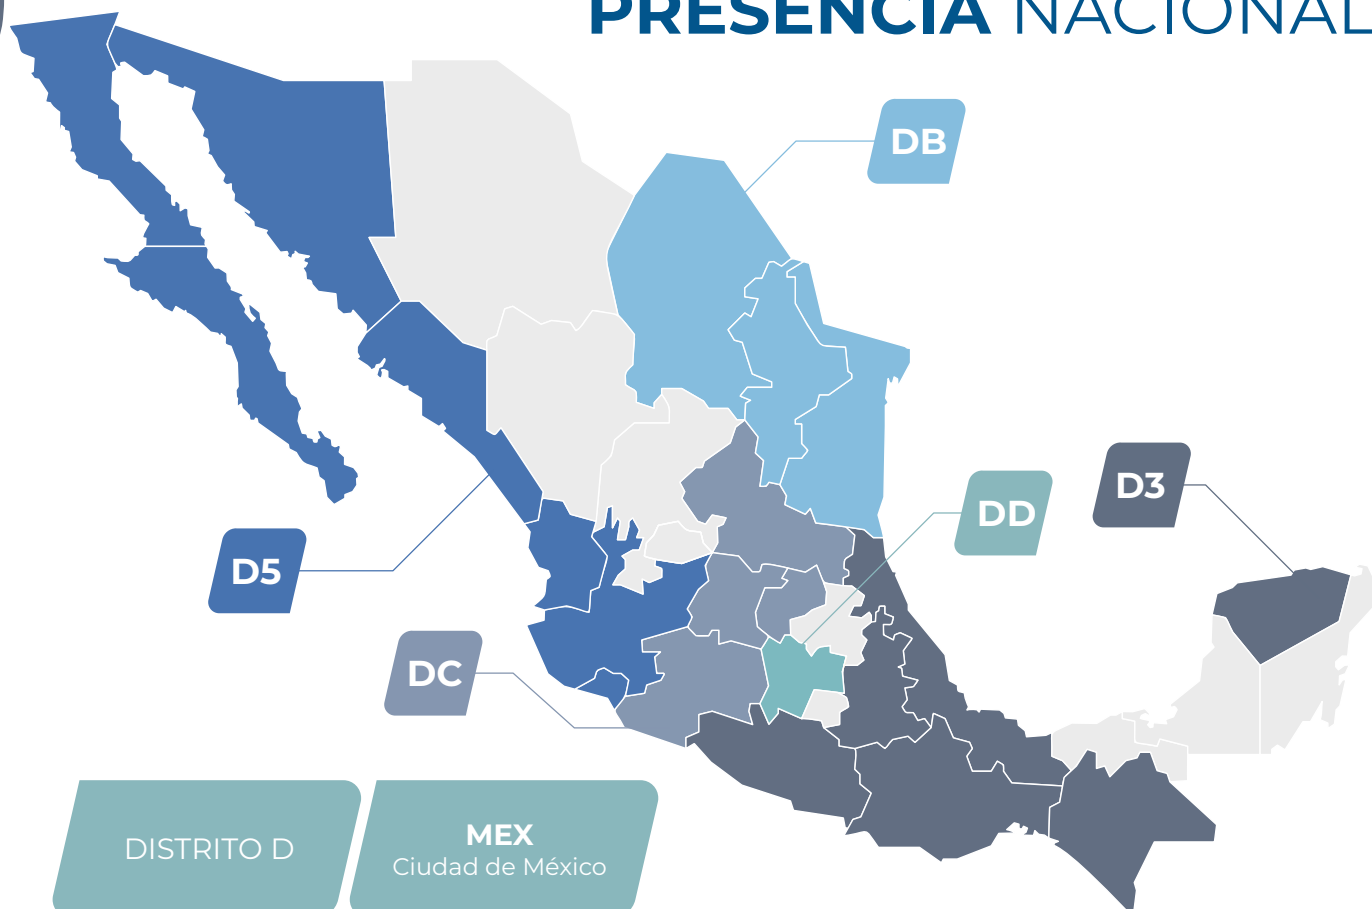 PRESENCIA NACIONAL
DB
D3
DD
D5
DC
DISTRITO D
MEX
Ciudad de México